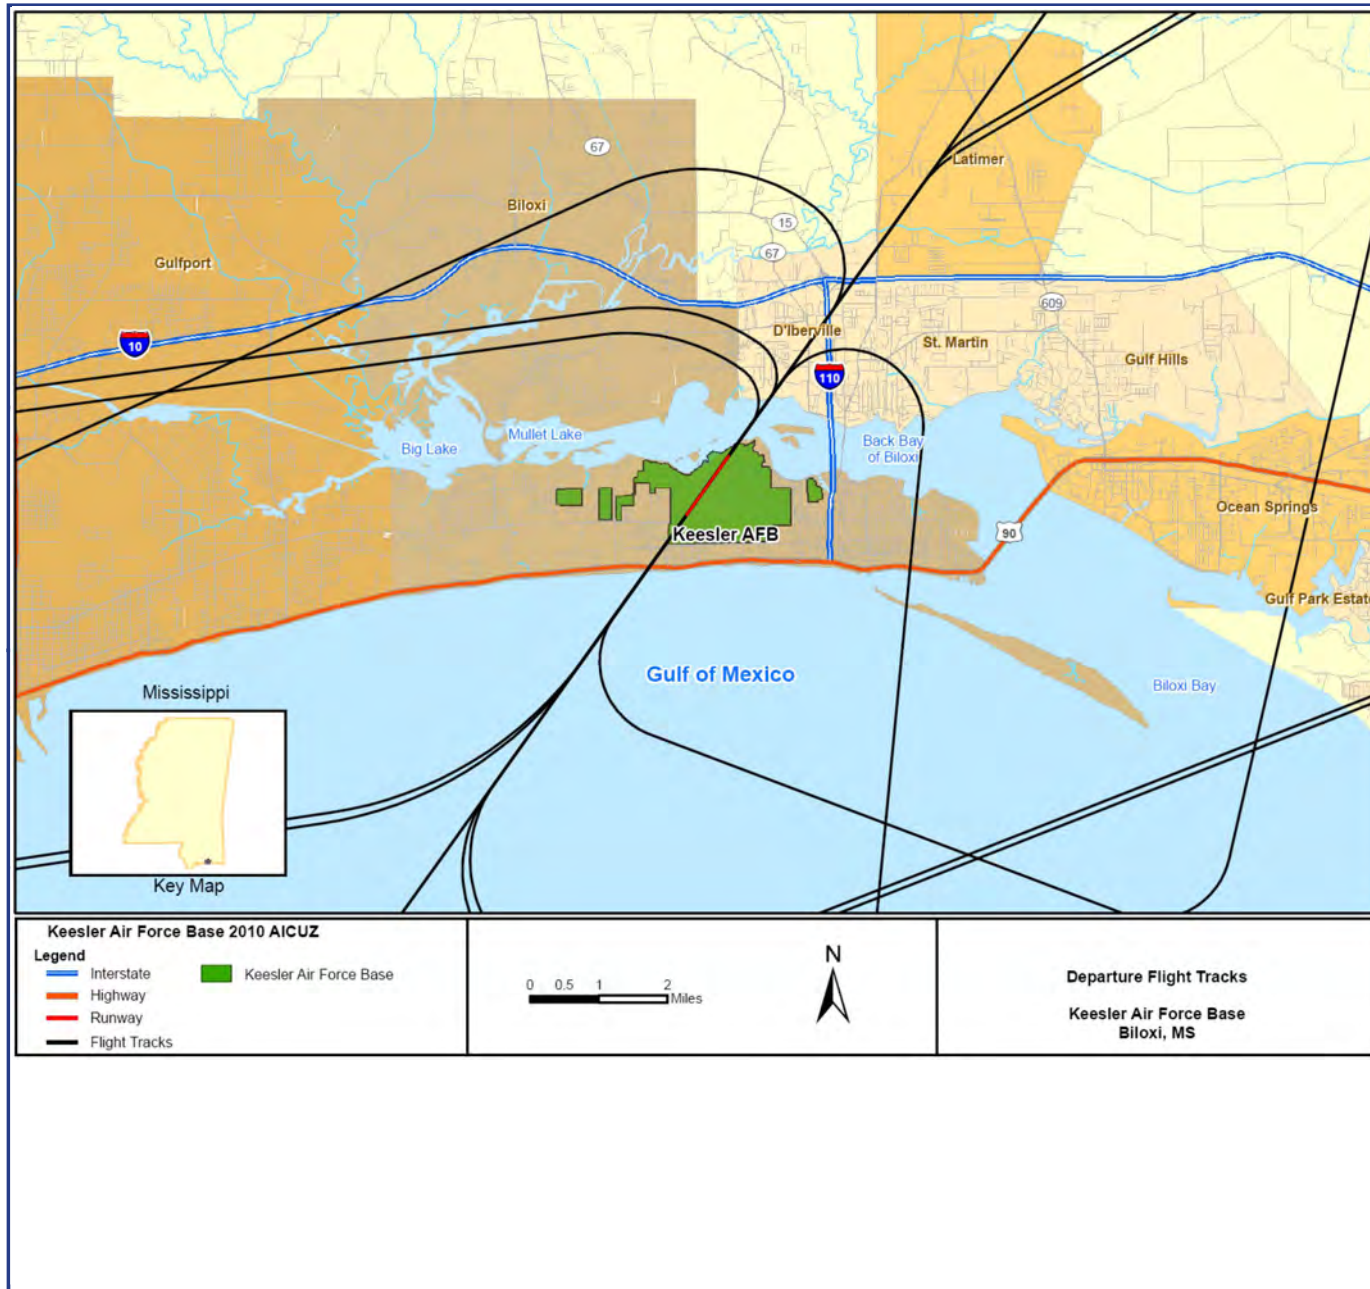 67
Latimer
Biloxi
15
67
Gulfport
609
10
D'Iberville
St. Martin
Gulf Hills
110
Big Lake
Mullet Lake
Back Bay
of Biloxi
Ocean Springs
90
Keesler AFB
Gulf Park Estate
Gulf of Mexico
Biloxi Bay
Mississippi
Key Map
Keesler Air Force Base 2010 AICUZ
Legend
Interstate
Keesler Air Force Base
Highway
Runway
Flight Tracks
0 0.5 1 2
Miles
N
Departure Flight Tracks
Keesler Air Force Base
Biloxi, MS